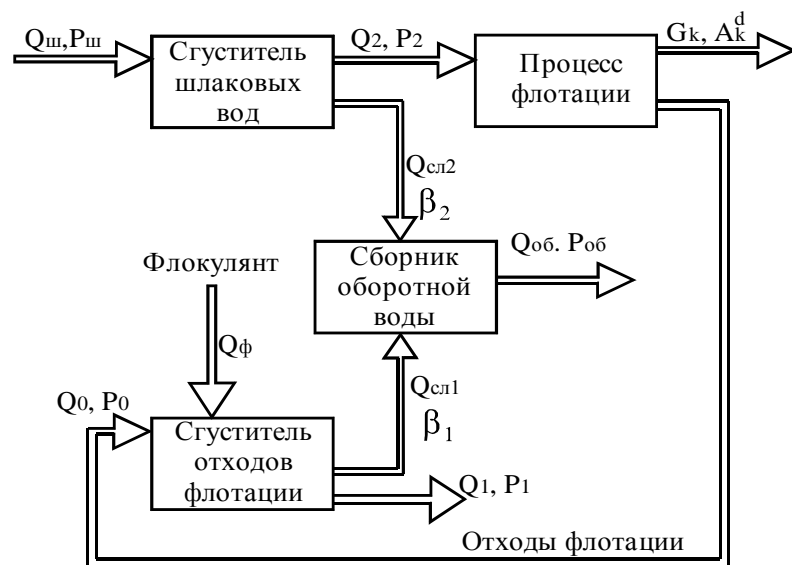 Qш,Pш
Сгуститель
шлаковых
вод
Q2, P2
Процесс
флотации
Gk, A_k^d
Qсл2
β2
Флокулянт
Сборник
оборотной
воды
Qоб. Pоб
Qф
Qсл1
β1
Q0, P0
Сгуститель
отходов
флотации
Q1, P1
Отходы флотации